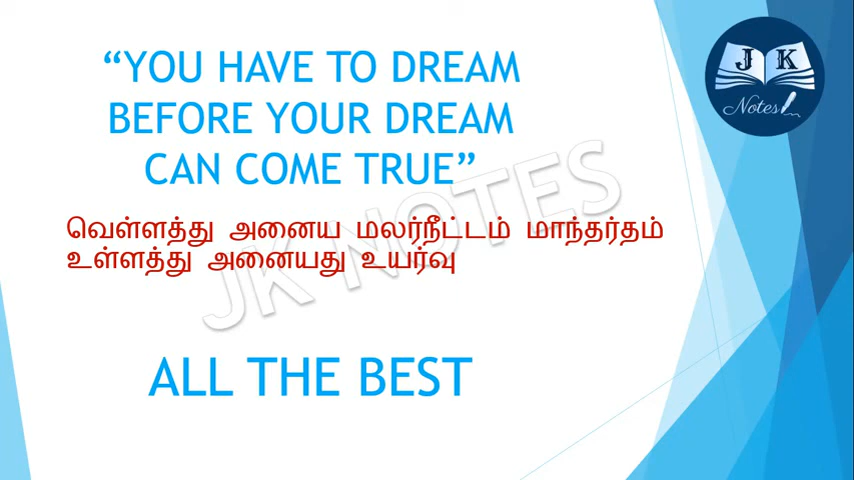 “YOU HAVE TO DREAM
BEFORE YOUR DREAM
CAN COME TRUE”
வெள்ளத்து அனைய மலர்நீட்டம் மாந்தர்தம்
உள்ளத்து அனையது உயர்வு
ALL THE BEST
JK NOTES
J K
Notes